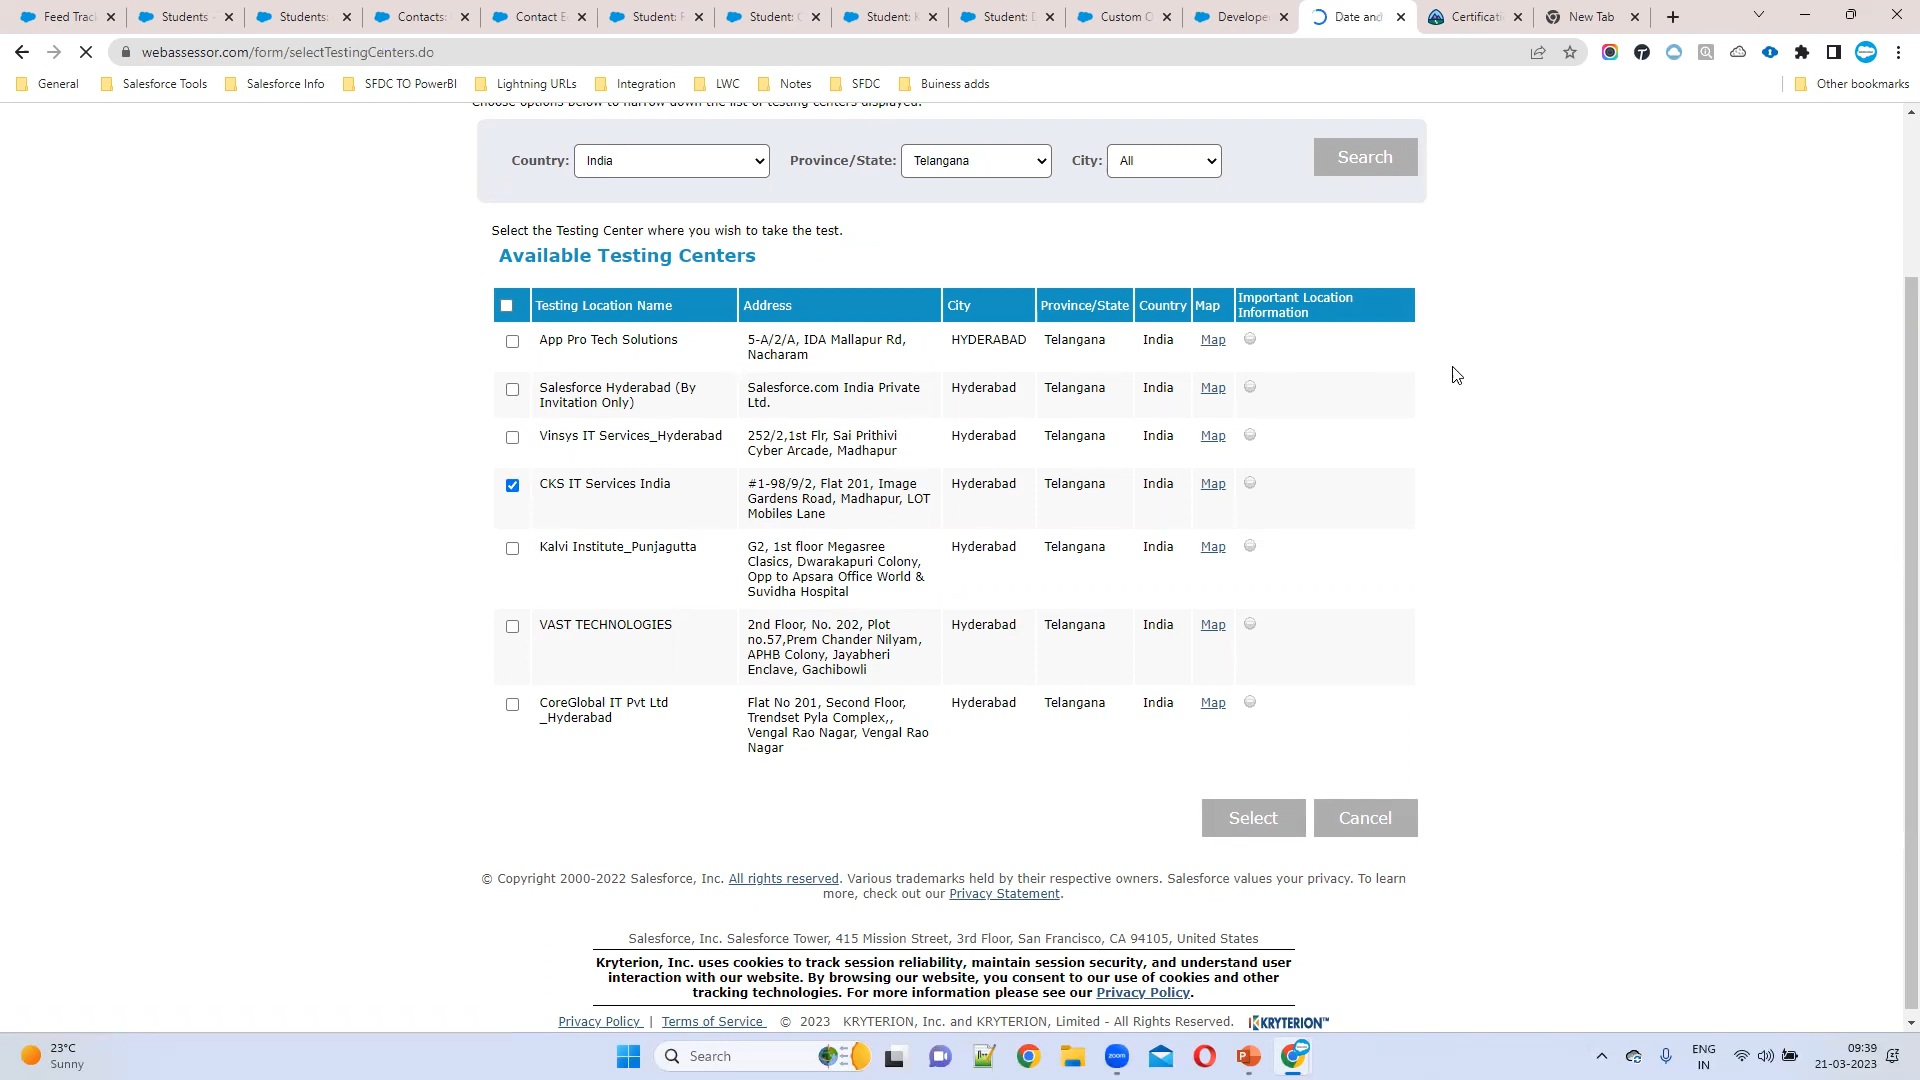 Feed Trac
Students -
Students:
Contacts:
Contact E
Student:
Student: C
Student: K
Student: D
Custom O
Develope
Date and
Certificati
New Tab
webassessor.com/form/selectTestingCenters.do
General
Salesforce Tools
Salesforce Info
SFDC TO PowerBI
Lightning URLs
Integration
LWC
Notes
SFDC
Buiness adds
Other bookmarks
Choose options below to narrow down the list of testing centers displayed.
Country: India Province/State: Telangana City: All Search
Select the Testing Center where you wish to take the test.
Available Testing Centers
Testing Location Name Address City Province/State Country Map Important Location
Information
App Pro Tech Solutions 5-A/2/A, IDA Mallapur Rd, HYDERABAD Telangana India Map
Nacharam
Salesforce Hyderabad (By Salesforce.com India Private Hyderabad Telangana India Map
Invitation Only) Ltd.
Vinsys IT Services_Hyderabad 252/2,1st Flr, Sai Prithivi Hyderabad Telangana India Map
Cyber Arcade, Madhapur
CKS IT Services India #1-98/9/2, Flat 201, Image Hyderabad Telangana India Map
Gardens Road, Madhapur, LOT
Mobiles Lane
Kalvi Institute_Punjagutta G2, 1st floor Megasree Hyderabad Telangana India Map
Clasics, Dwarakapuri Colony,
Opp to Apsara Office World &
Suvidha Hospital
VAST TECHNOLOGIES 2nd Floor, No. 202, Plot Hyderabad Telangana India Map
no.57,Prem Chander Nilyam,
APHB Colony, Jayabheri
Enclave, Gachibowli
CoreGlobal IT Pvt Ltd Flat No 201, Second Floor, Hyderabad Telangana India Map
_Hyderabad Trendset Pyla Complex,,
Vengal Rao Nagar, Vengal Rao
Nagar
Select Cancel
© Copyright 2000-2022 Salesforce, Inc. All rights reserved. Various trademarks held by their respective owners. Salesforce values your privacy. To learn
more, check out our Privacy Statement.
Salesforce, Inc. Salesforce Tower, 415 Mission Street, 3rd Floor, San Francisco, CA 94105, United States
Kryterion, Inc. uses cookies to track session reliability, maintain session security, and understand user
interaction with our website. By browsing our website, you consent to our use of cookies and other
tracking technologies. For more information please see our Privacy Policy.
Privacy Policy | Terms of Service © 2023 KRYTERION, Inc. and KRYTERION, Limited - All Rights Reserved. KRYTERION™
23°C
Sunny
Search
zoom
ENG
IN
09:39
21-03-2023